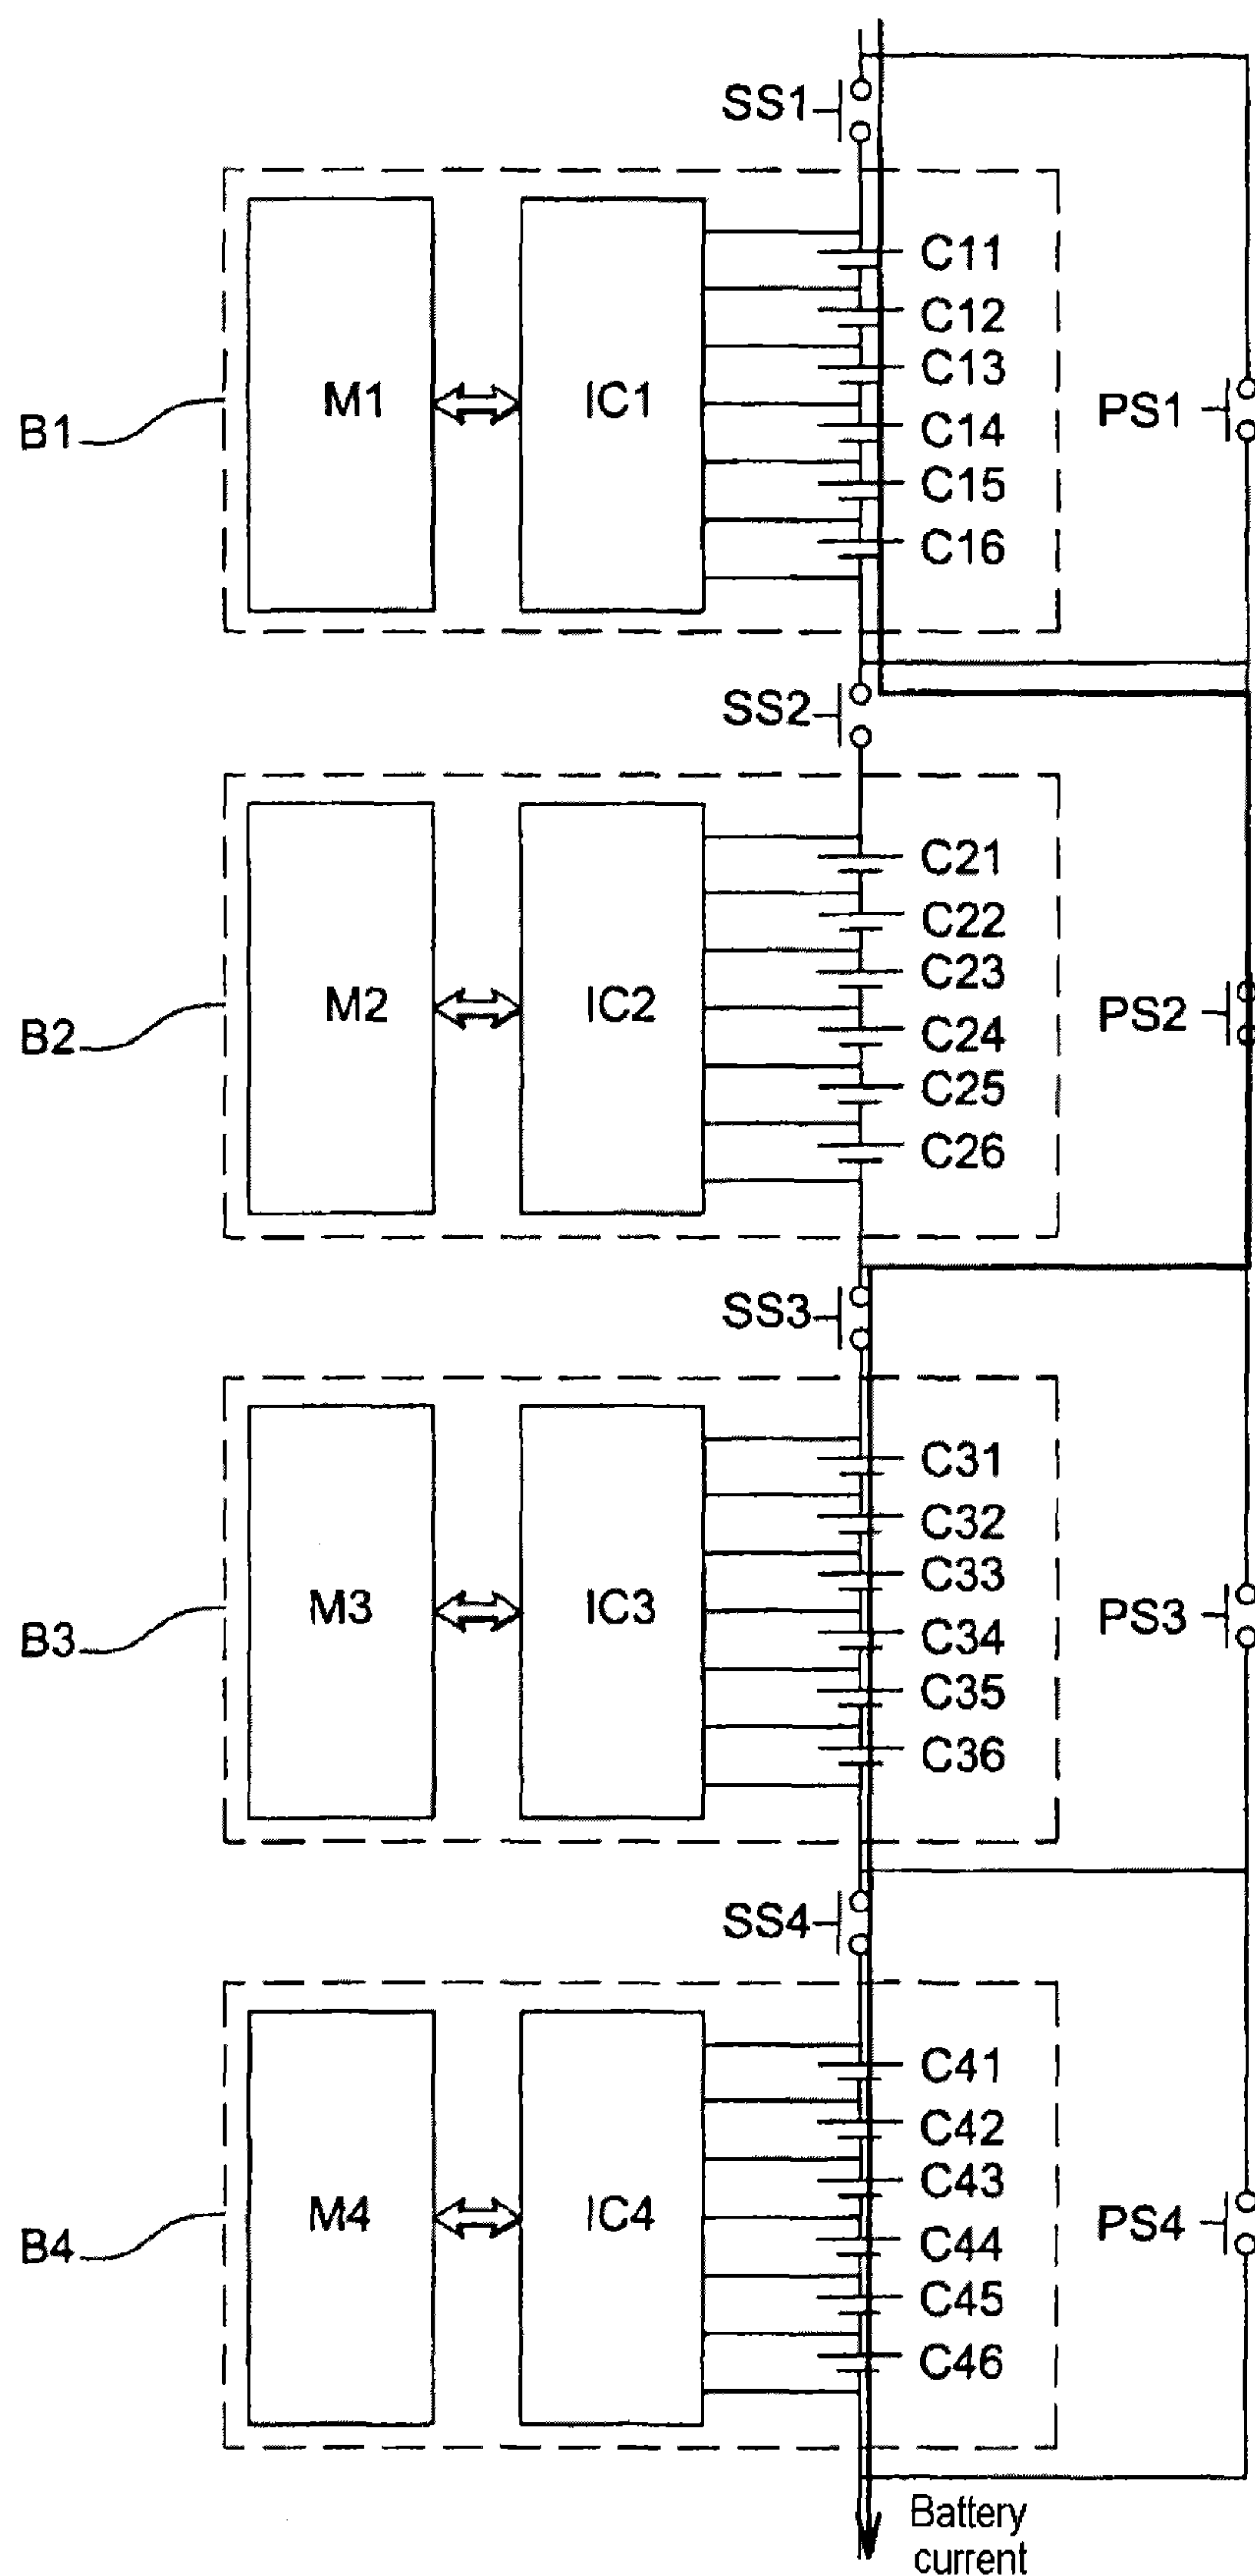 SS1
C11
C12
C13
C14
C15
C16
M1
IC1
B1
PS1
SS2
C21
C22
C23
C24
C25
C26
M2
IC2
B2
PS2
SS3
C31
C32
C33
C34
C35
C36
M3
IC3
B3
PS3
SS4
C41
C42
C43
C44
C45
C46
M4
IC4
B4
PS4
Battery
current